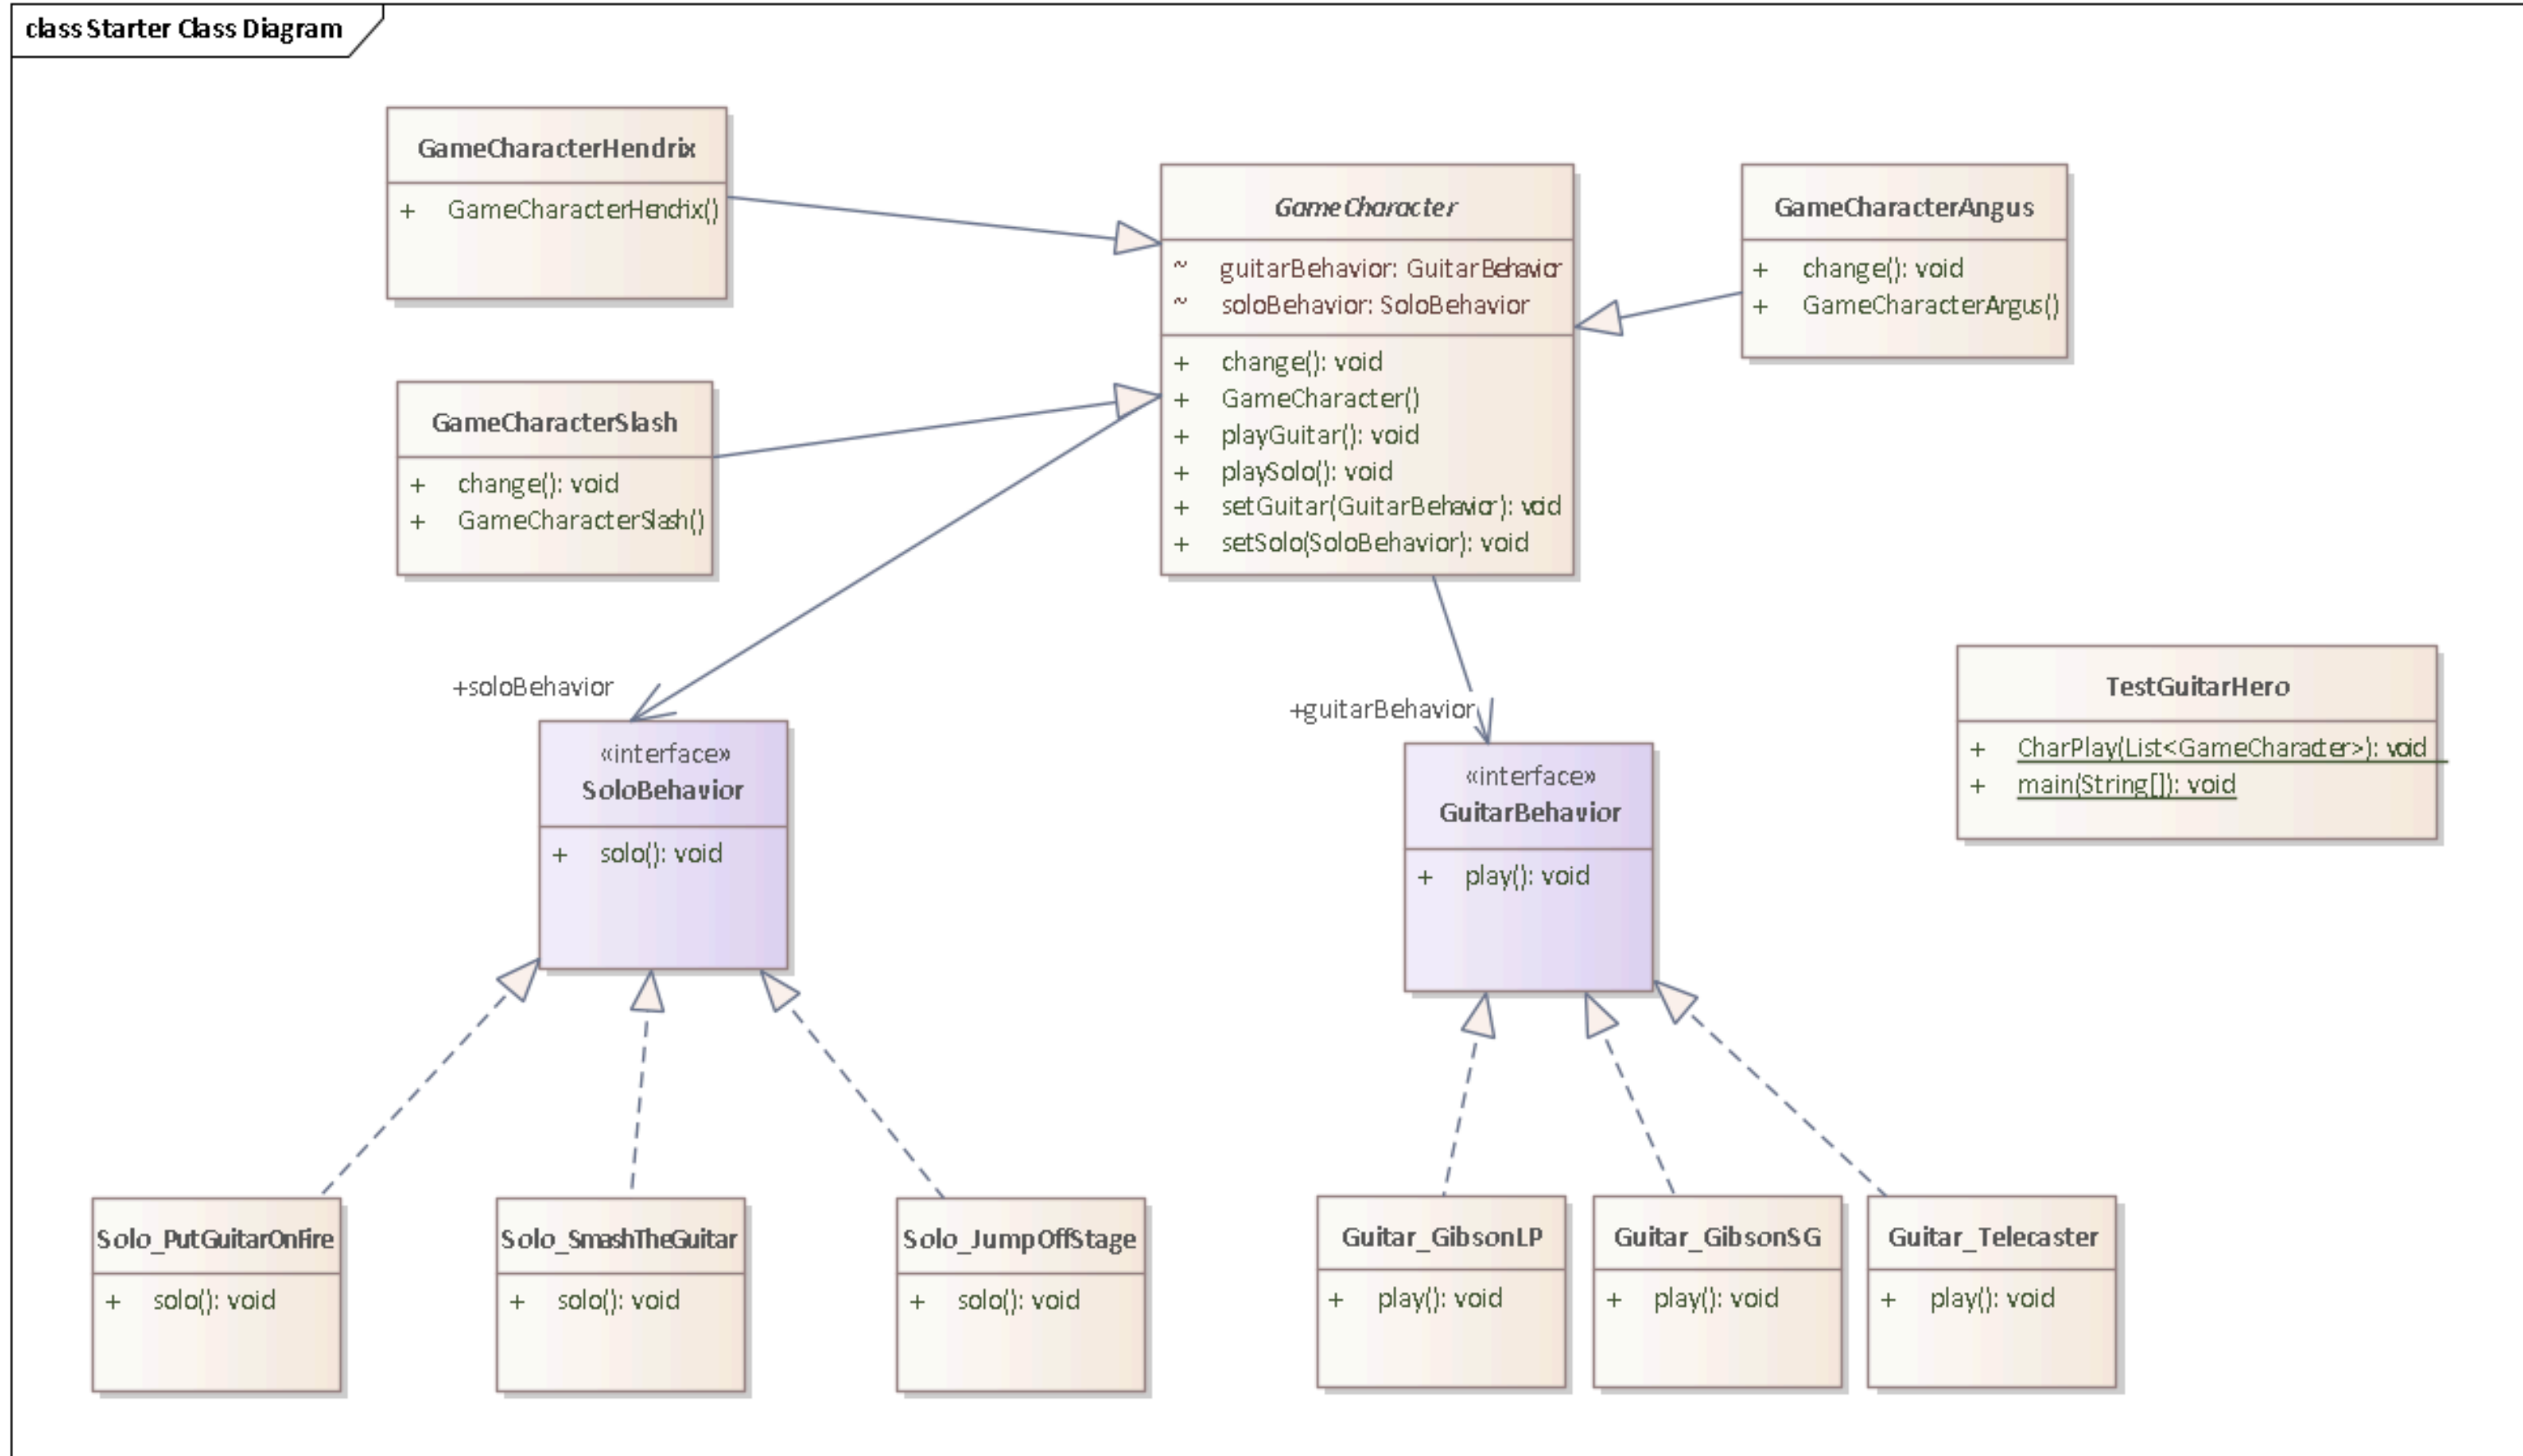 class Starter Class Diagram
GameCharacterHendrix
+ GameCharacterHendrix()
GameCharacter
~ guitarBehavior: GuitarBehavior
~ soloBehavior: SoloBehavior
+ change(): void
+ GameCharacter()
+ playGuitar(): void
+ playSolo(): void
+ setGuitar(GuitarBehavior): void
+ setSolo(SoloBehavior): void
GameCharacterAngus
+ change(): void
+ GameCharacterAngus()
GameCharacterSlash
+ change(): void
+ GameCharacterSlash()
+soloBehavior
+guitarBehavior
TestGuitarHero
+ CharPlay(List<GameCharacter>): void
+ main(String[]): void
«interface»
SoloBehavior
+ solo(): void
«interface»
GuitarBehavior
+ play(): void
Solo_PutGuitarOnFire
+ solo(): void
Solo_SmashTheGuitar
+ solo(): void
Solo_JumpOffStage
+ solo(): void
Guitar_GibsonLP
+ play(): void
Guitar_GibsonSG
+ play(): void
Guitar_Telecaster
+ play(): void